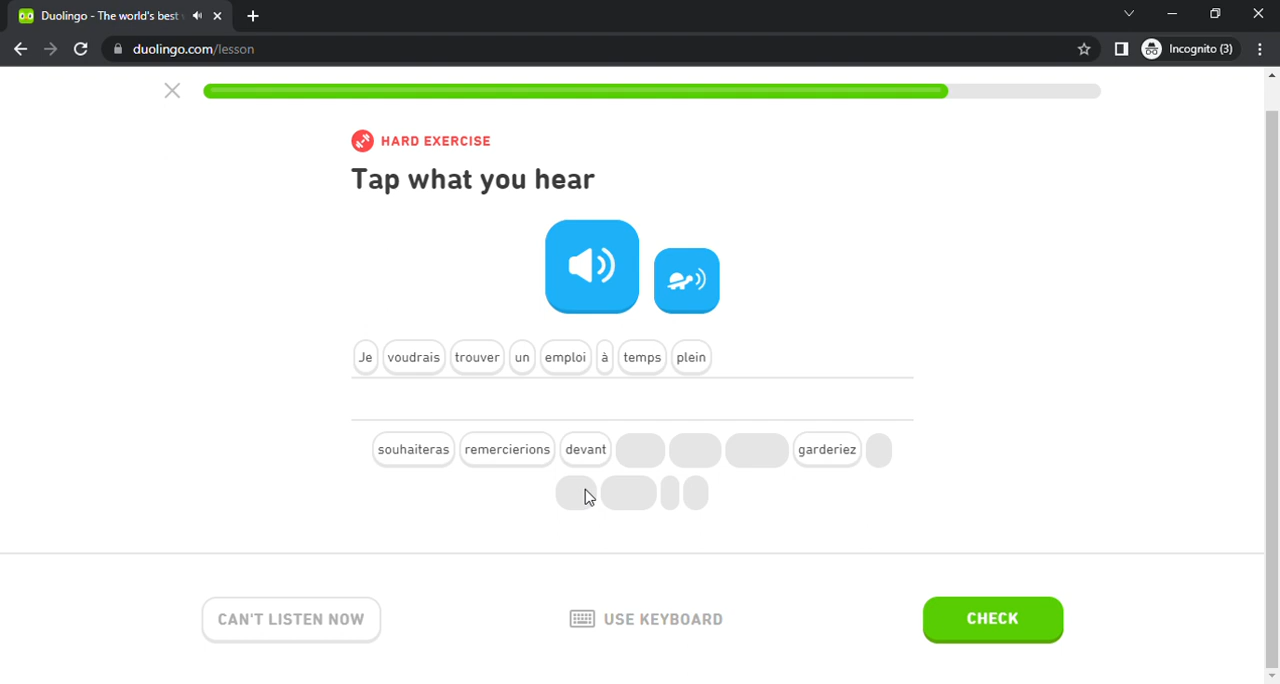 Duolingo - The world's best
duolingo.com/lesson
Incognito (3)
HARD EXERCISE
Tap what you hear
Je voudrais trouver un emploi à temps plein
souhaiteras remercierions devant garderiez
CAN'T LISTEN NOW
USE KEYBOARD
CHECK